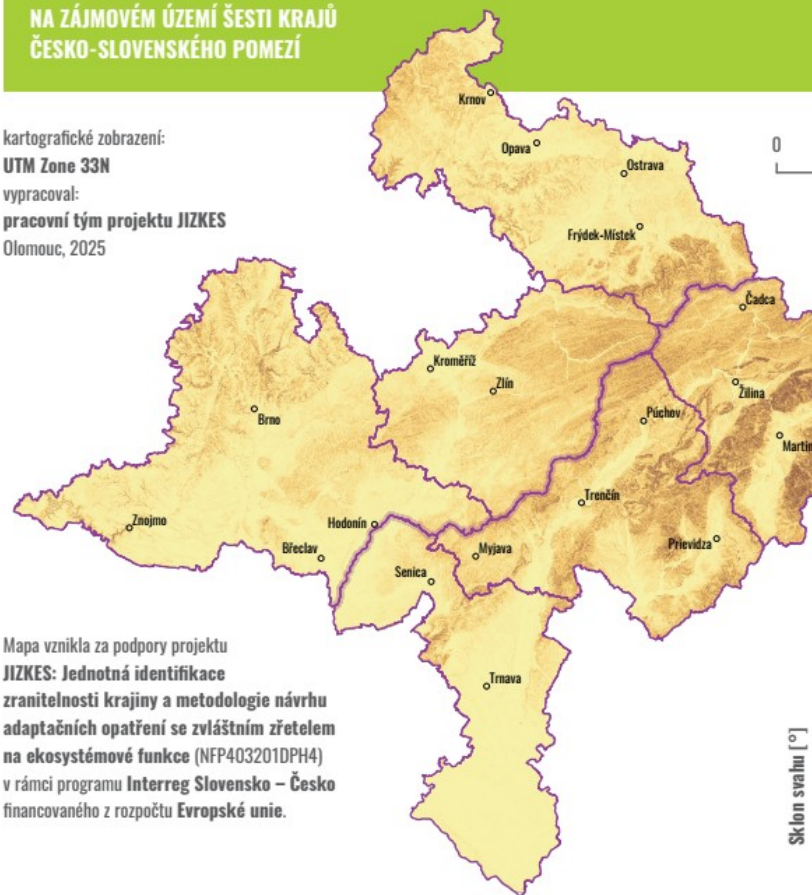 NA ZÁJMOVÉM ÚZEMÍ ŠESTI KRAJŮ
ČESKO-SLOVENSKÉHO POMEZÍ
kartografické zobrazení:
UTM Zone 33N
vypracoval:
pracovní tým projektu JIZKES
Olomouc, 2025
0
Krnov
Opava
Ostrava
Frýdek-Místek
Čadca
Kroměříž
Zlín
Žilina
Brno
Púchov
Martin
Trenčín
Znojmo
Hodonín
Prievidza
Břeclav
Myjava
Senica
Trnava
Mapa vznikla za podpory projektu
JIZKES: Jednotná identifikace
zranitelnosti krajiny a metodologie návrhu
adaptačních opatření se zvláštním zřetelem
na ekosystémové funkce (NFP403201DPH4)
v rámci programu Interreg Slovensko – Česko
financovaného z rozpočtu Evropské unie.
Sklon svahu [°]